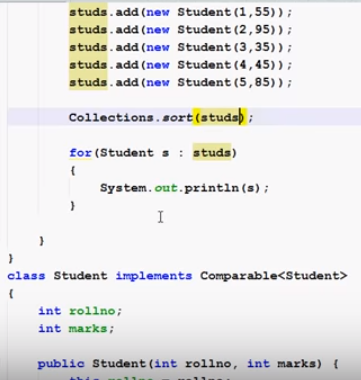 studs.add(new Student(1,55));
studs.add(new Student(2,95));
studs.add(new Student(3,35));
studs.add(new Student(4,45));
studs.add(new Student(5,85));
Collections.sort(studs);
for(Student s : studs)
{
System.out.println(s);
}
}
}
class Student implements Comparable<Student>
{
int rollno;
int marks;
public Student(int rollno, int marks) {